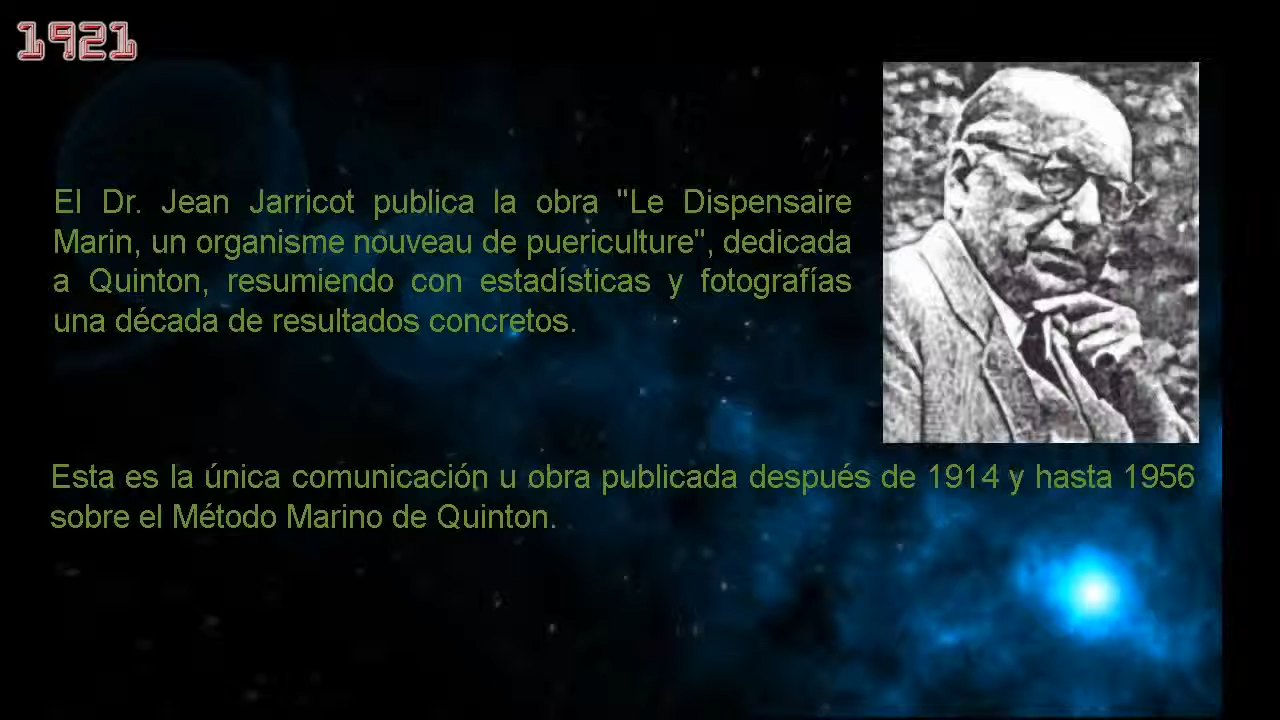 1921
El Dr. Jean Jarricot publica la obra "Le Dispensaire
Marin, un organisme nouveau de puericulture", dedicada
a Quinton, resumiendo con estadísticas y fotografías
una década de resultados concretos.
Esta es la única comunicación u obra publicada después de 1914 y hasta 1956
sobre el Método Marino de Quinton.